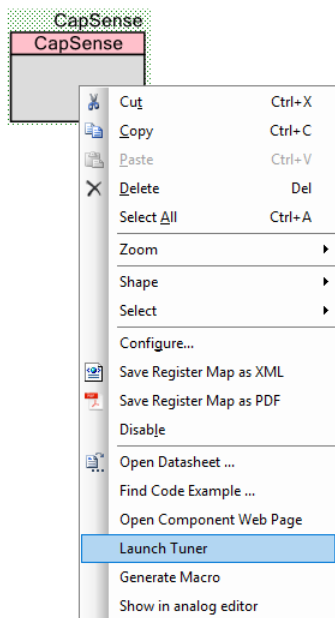 CapSense
CapSense
Cut Ctrl+X
Copy Ctrl+C
Paste Ctrl+V
Delete Del
Select All Ctrl+A
Zoom
Shape
Select
Configure...
Save Register Map as XML
Save Register Map as PDF
Disable
Open Datasheet ...
Find Code Example ...
Open Component Web Page
Launch Tuner
Generate Macro
Show in analog editor